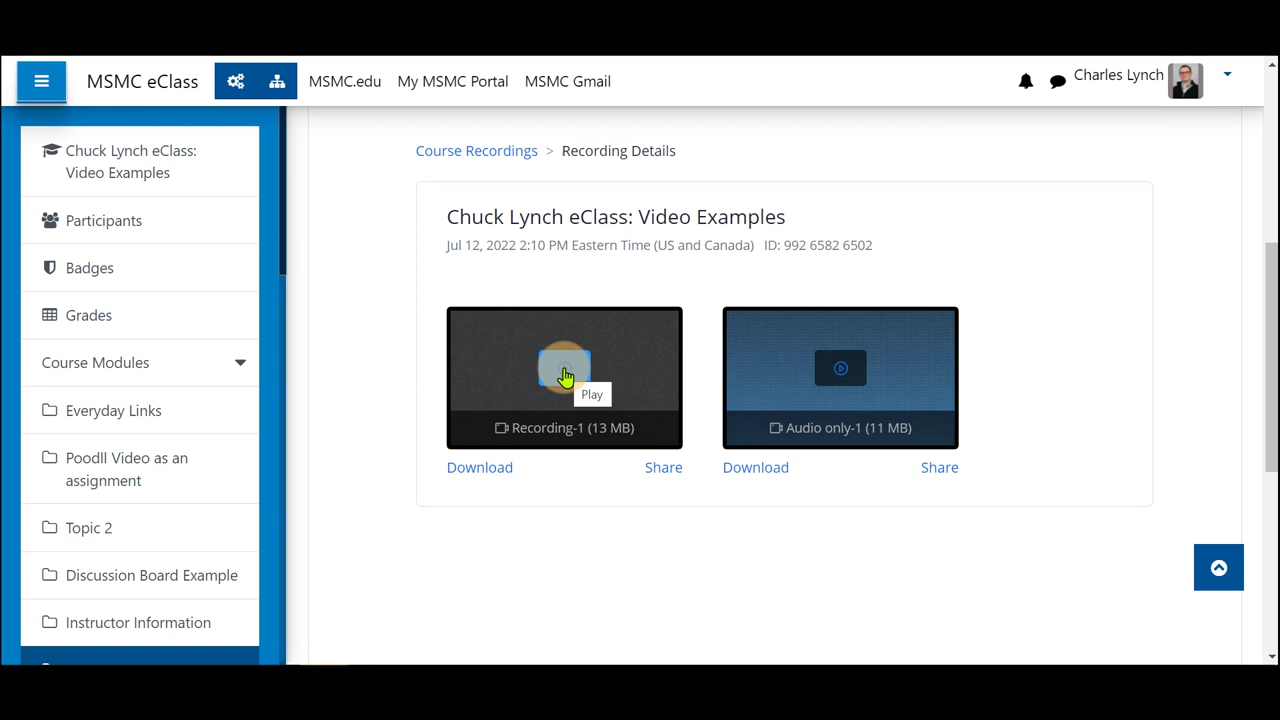 MSMC eClass
MSMC.edu
My MSMC Portal
MSMC Gmail
Charles Lynch
Chuck Lynch eClass:
Video Examples
Participants
Badges
Grades
Course Modules
Everyday Links
Poodll Video as an
assignment
Topic 2
Discussion Board Example
Instructor Information
Course Recordings > Recording Details
Chuck Lynch eClass: Video Examples
Jul 12, 2022 2:10 PM Eastern Time (US and Canada) ID: 992 6582 6502
Play
Recording-1 (13 MB)
Audio only-1 (11 MB)
Download
Share
Download
Share